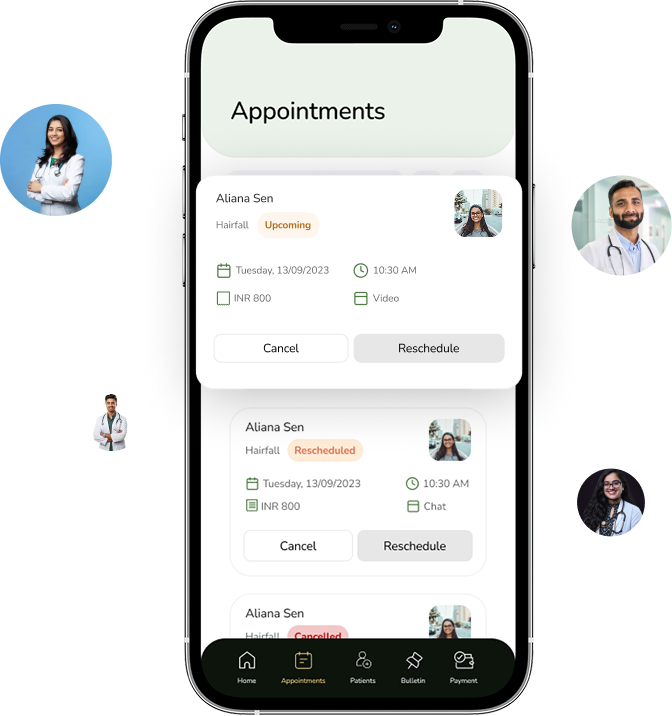 Appointments
Aliana Sen
Hairfall Upcoming
Tuesday, 13/09/2023 10:30 AM
INR 800 Video
Cancel Reschedule
Aliana Sen
Hairfall Rescheduled
Tuesday, 13/09/2023 10:30 AM
INR 800 Chat
Cancel Reschedule
Aliana Sen
Hairfall Cancelled
Home Appointments Patients Bulletin Payment